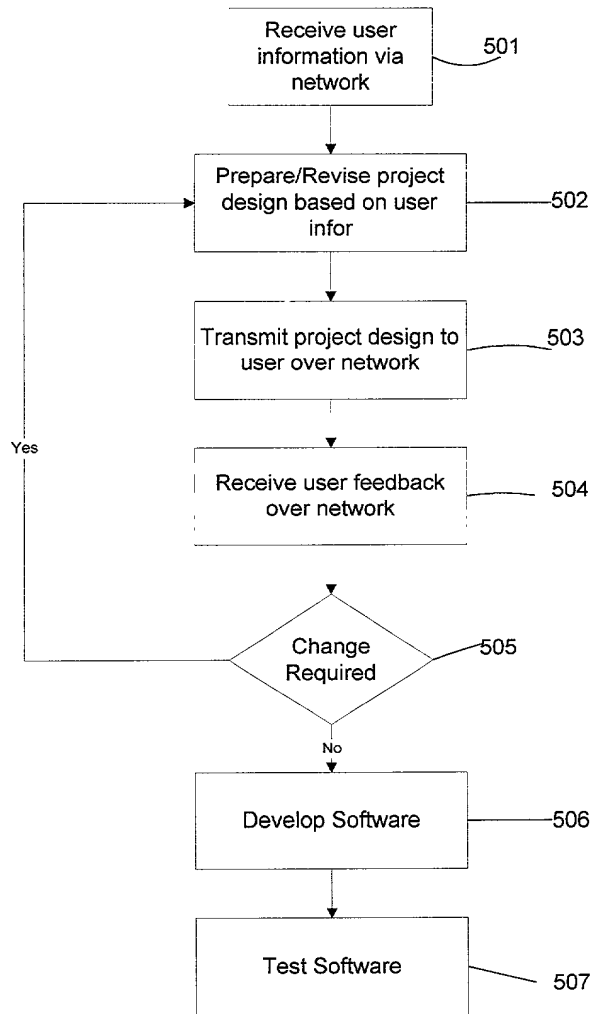 Receive user
information via
network
501
Prepare/Revise project
design based on user
infor
502
Transmit project design to
user over network
503
Yes
Receive user feedback
over network
504
Change
Required
505
No
Develop Software
506
Test Software
507